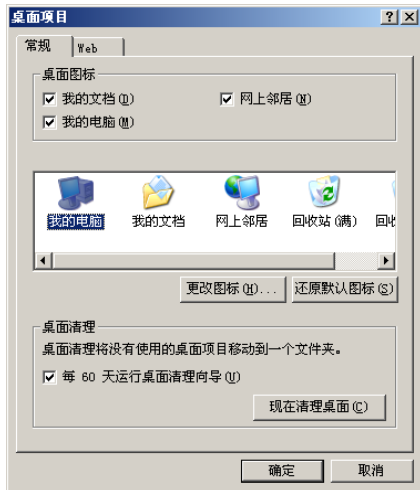 桌面项目
常规 Web
桌面图标
我的文档(D) 网上邻居(N)
我的电脑(M)
我的电脑 我的文档 网上邻居 回收站(满) 回收
更改图标(H)... 还原默认图标(S)
桌面清理
桌面清理将没有使用的桌面项目移动到一个文件夹。
每 60 天运行桌面清理向导(U)
现在清理桌面(C)
确定 取消